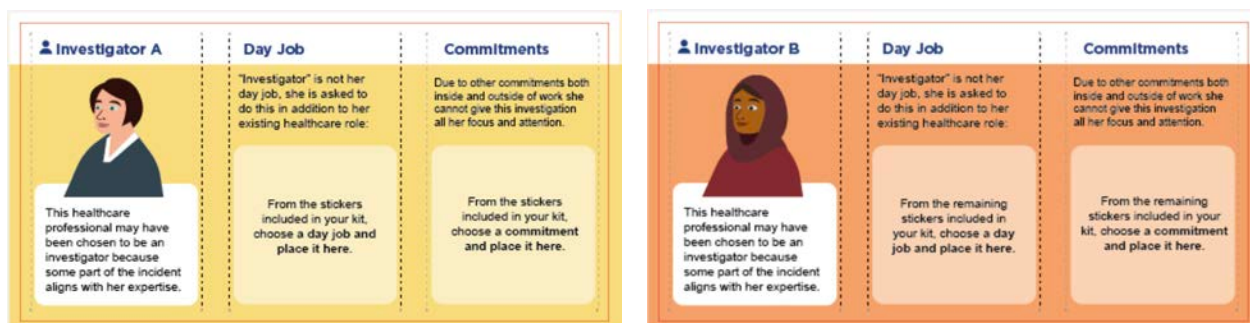 Investigator A
This healthcare
professional may have
been chosen to be an
investigator because
some part of the incident
aligns with her expertise.
Day Job
"Investigator" is not her
day job, she is asked to
do this in addition to her
existing healthcare role:
From the stickers
included in your kit,
choose a day job and
place it here.
Commitments
Due to other commitments both
inside and outside of work she
cannot give this investigation
all her focus and attention.
From the stickers
included in your kit,
choose a commitment
and place it here.
Investigator B
This healthcare
professional may have
been chosen to be an
investigator because
some part of the incident
aligns with her expertise.
Day Job
"Investigator" is not her
day job, she is asked to
do this in addition to her
existing healthcare role:
From the remaining
stickers included in
your kit, choose a day
job and place it here.
Commitments
Due to other commitments both
inside and outside of work she
cannot give this investigation
all her focus and attention.
From the remaining
stickers included in your
kit, choose a commitment
and place it here.